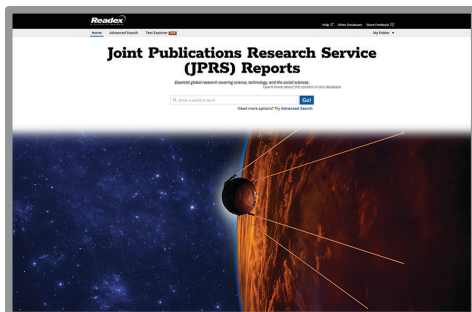 Readex
Help Other Databases Share Feedback
Home Advanced Search Text Explorer My Folder
Joint Publications Research Service
(JPRS) Reports
Essential global research covering science, technology, and the social sciences.
Learn more about the content in this database
Enter a word or term Go!
Need more options? Try Advanced Search